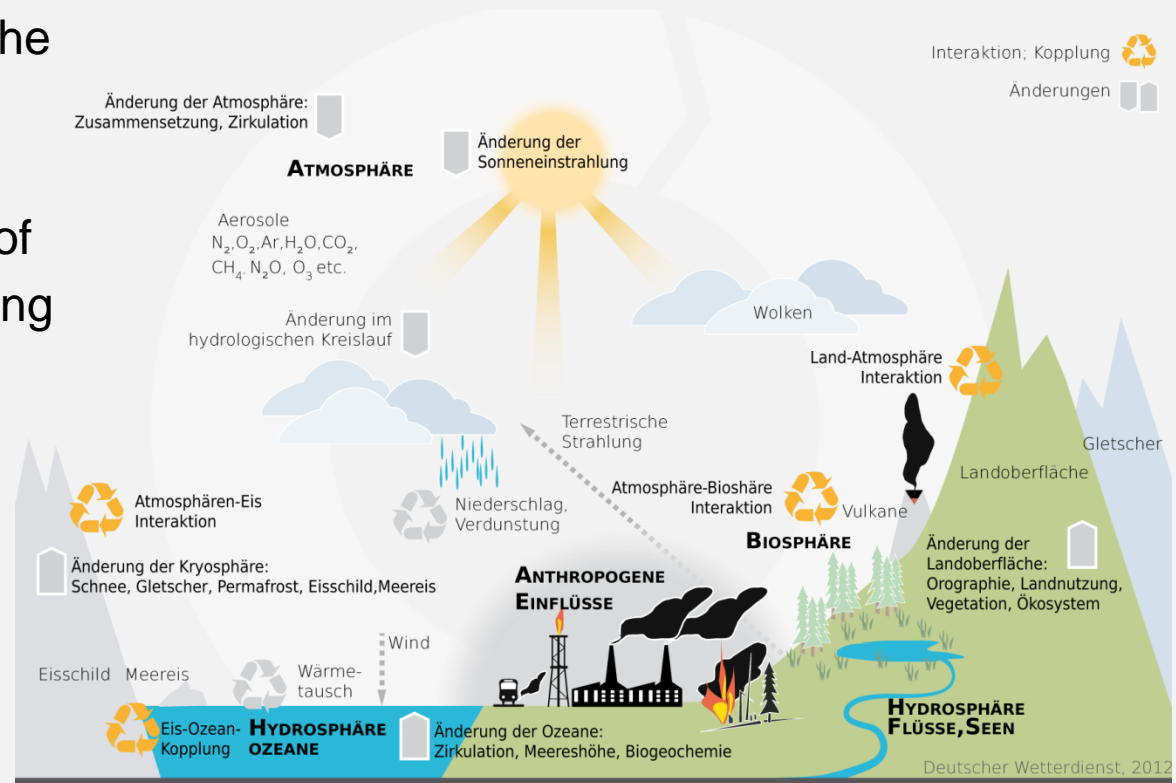 he
of
ng
Interaktion; Kopplung
Änderungen
Änderung der Atmosphäre:
Zusammensetzung, Zirkulation
ATMOSPHÄRE
Änderung der
Sonneneinstrahlung
Aerosole
N₂,O₂,Ar,H₂O,CO₂,
CH₄. N₂O, O₃ etc.
Änderung im
hydrologischen Kreislauf
Wolken
Land-Atmosphäre
Interaktion
Terrestrische
Strahlung
Gletscher
Landoberfläche
Atmosphären-Eis
Interaktion
Niederschlag,
Verdunstung
Atmosphäre-Bioshäre
Interaktion
Vulkane
BIOSPHÄRE
Änderung der Kryosphäre:
Schnee, Gletscher, Permafrost, Eisschild,Meereis
ANTHROPOGENE
EINFLÜSSE
Änderung der
Landoberfläche:
Orographie, Landnutzung,
Vegetation, Ökosystem
Wind
Eisschild Meereis
Wärme-
tausch
Eis-Ozean-
Kopplung
HYDROSPHÄRE
OZEANE
Änderung der Ozeane:
Zirkulation, Meereshöhe, Biogeochemie
HYDROSPHÄRE
FLÜSSE,SEEN
Deutscher Wetterdienst, 2012